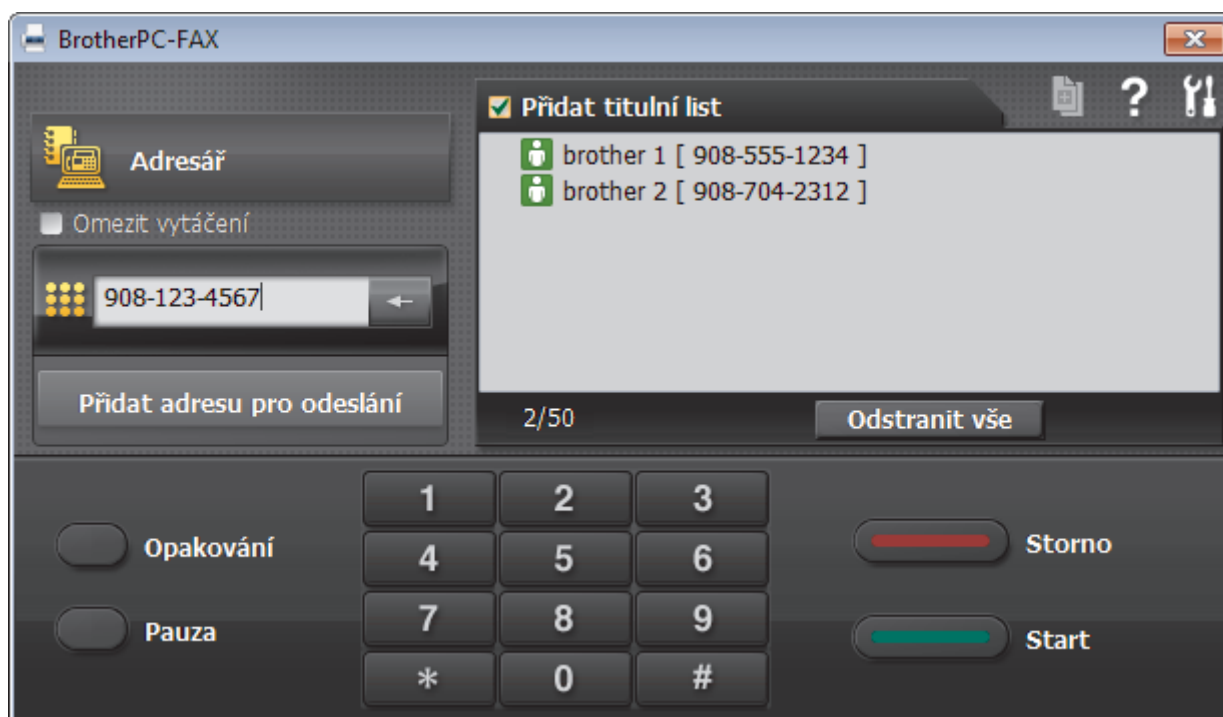 BrotherPC-FAX
Adresář
Omezit vytáčení
908-123-4567
Přidat adresu pro odeslání
Přidat titulní list
?
brother 1 [ 908-555-1234 ]
brother 2 [ 908-704-2312 ]
2/50
Odstranit vše
Opakování
Pauza
1 2 3
4 5 6
7 8 9
* 0 #
Storno
Start